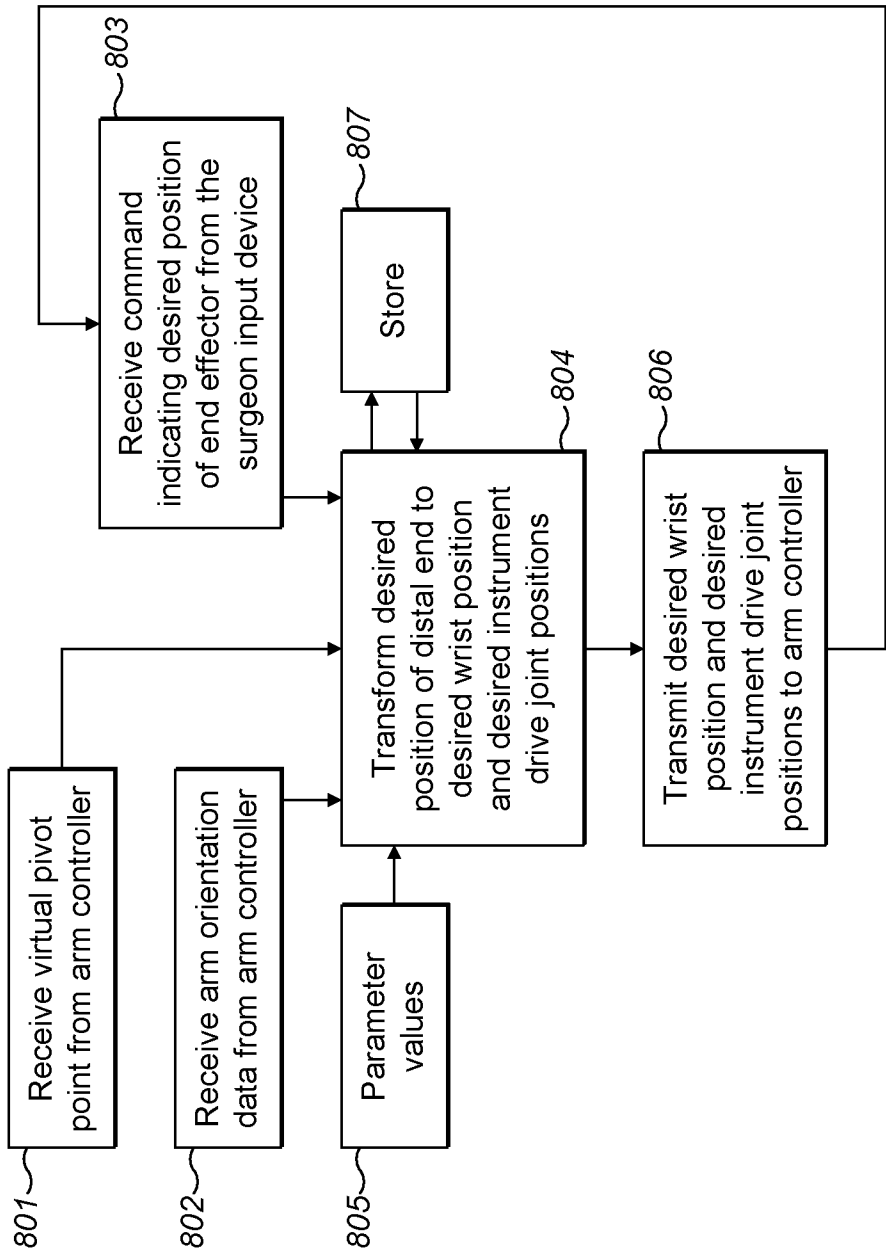 801
Receive virtual pivot
point from arm controller
802
Receive arm orientation
data from arm controller
803
Receive command
indicating desired position
of end effector from the
surgeon input device
805
Parameter
values
804
Transform desired
position of distal end to
desired wrist position
and desired instrument
drive joint positions
807
Store
806
Transmit desired wrist
position and desired
instrument drive joint
positions to arm controller